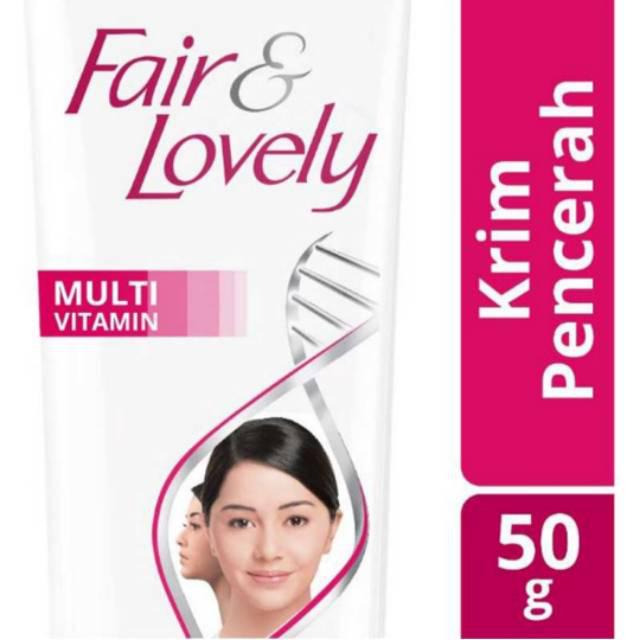 Fair &
Lovely
MULTI
VITAMIN
Krim
Pencerah
50
g